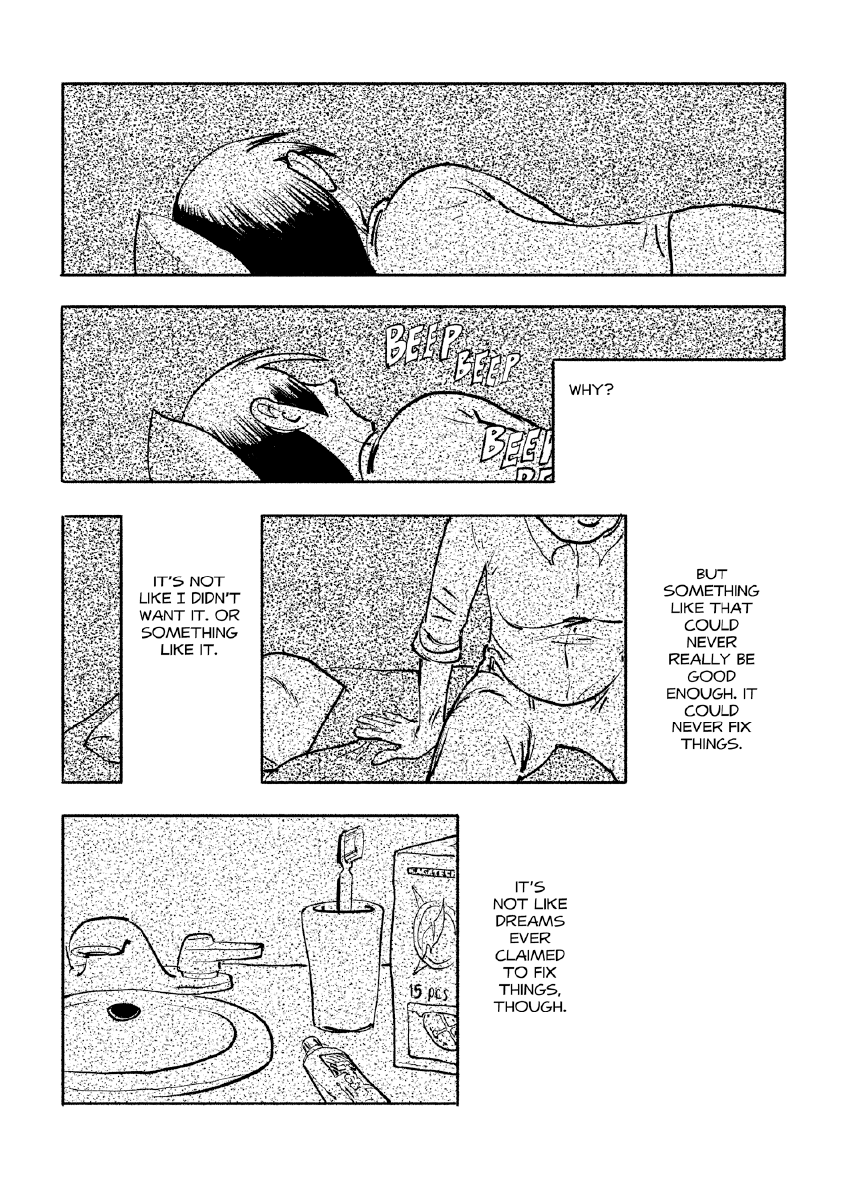 BEEP
BEEP
BEEP
WHY?
IT'S NOT
LIKE I DIDN'T
WANT IT. OR
SOMETHING
LIKE IT.
BUT
SOMETHING
LIKE THAT
COULD
NEVER
REALLY BE
GOOD
ENOUGH. IT
COULD
NEVER FIX
THINGS.
15 pcs
IT'S
NOT LIKE
DREAMS
EVER
CLAIMED
TO FIX
THINGS,
THOUGH.